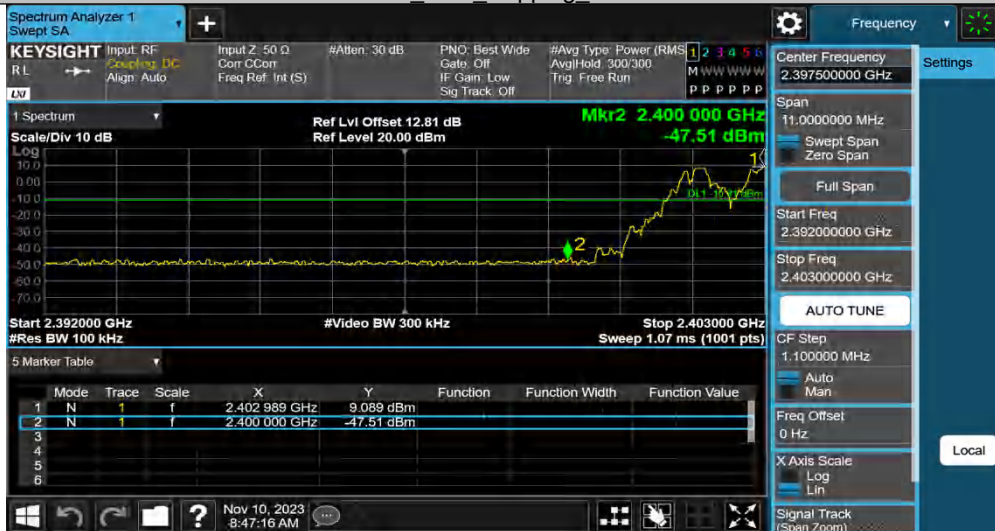 Spectrum Analyzer 1
Swept SA
Frequency
KEYSIGHT
RL
LXI
Input: RF
Coupling: DC
Align: Auto
Input Z: 50 Ω
Corr CCorr
Freq Ref: Int (S)
#Atten: 30 dB
PNO: Best Wide
Gate: Off
IF Gain: Low
Sig Track: Off
#Avg Type: Power (RMS
Avg|Hold: 300/300
Trig: Free Run
1 2 3 4 5 6
M W W W W W
P P P P P P
1 Spectrum
Scale/Div 10 dB
Ref Lvl Offset 12.81 dB
Ref Level 20.00 dBm
Mkr2 2.400 000 GHz
-47.51 dBm
Log
10.0
0.00
-10.0
-20.0
-30.0
-40.0
-50.0
-60.0
-70.0
1
2
Start 2.392000 GHz
#Res BW 100 kHz
#Video BW 300 kHz
Stop 2.403000 GHz
Sweep 1.07 ms (1001 pts)
5 Marker Table
Mode Trace Scale X Y Function Function Width Function Value
1 N 1 f 2.402 989 GHz 9.089 dBm
2 N 1 f 2.400 000 GHz -47.51 dBm
3
4
5
6
Nov 10, 2023
8:47:16 AM
Center Frequency
2.397500000 GHz
Settings
Span
11.0000000 MHz
Swept Span
Zero Span
Full Span
Start Freq
2.392000000 GHz
Stop Freq
2.403000000 GHz
AUTO TUNE
CF Step
1.100000 MHz
Auto
Man
Freq Offset
0 Hz
Local
X Axis Scale
Log
Lin
Signal Track
(Span Zoom)